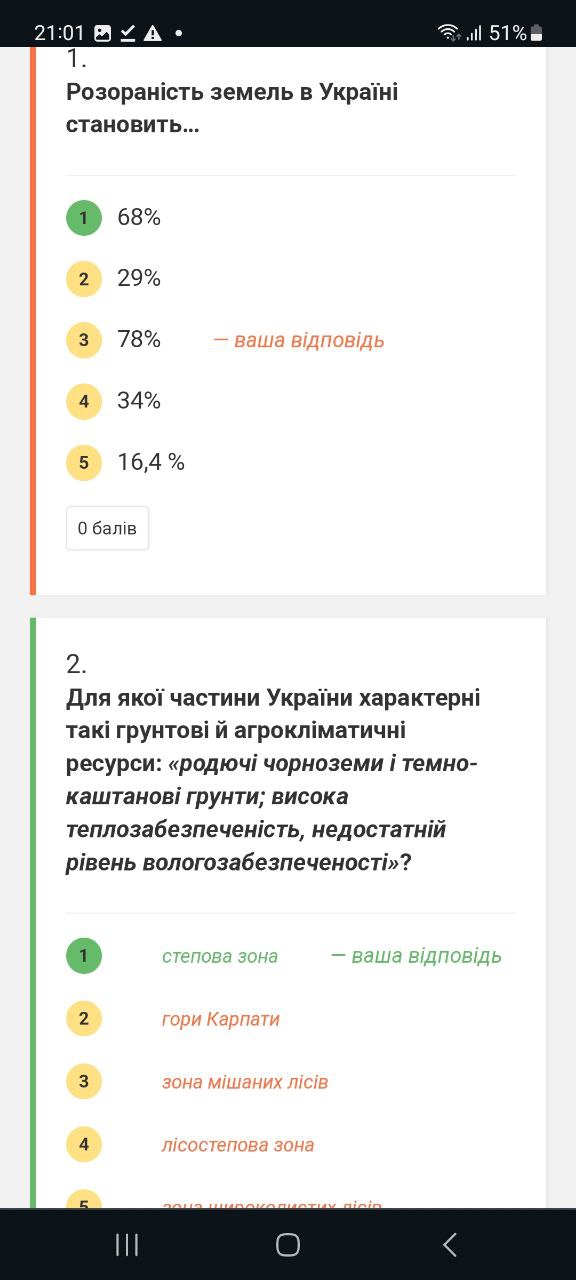 21:01 51%
1.
Розораність земель в Україні
становить...
1 68%
2 29%
3 78% — ваша відповідь
4 34%
5 16,4 %
0 балів
2.
Для якої частини України характерні
такі грунтові й агрокліматичні
ресурси: «родючі чорноземи і темно-
каштанові грунти; висока
теплозабезпеченість, недостатній
рівень вологозабезпеченості»?
1 степова зона — ваша відповідь
2 гори Карпати
3 зона мішаних лісів
4 лісостепова зона
5 зона широколистих лісів